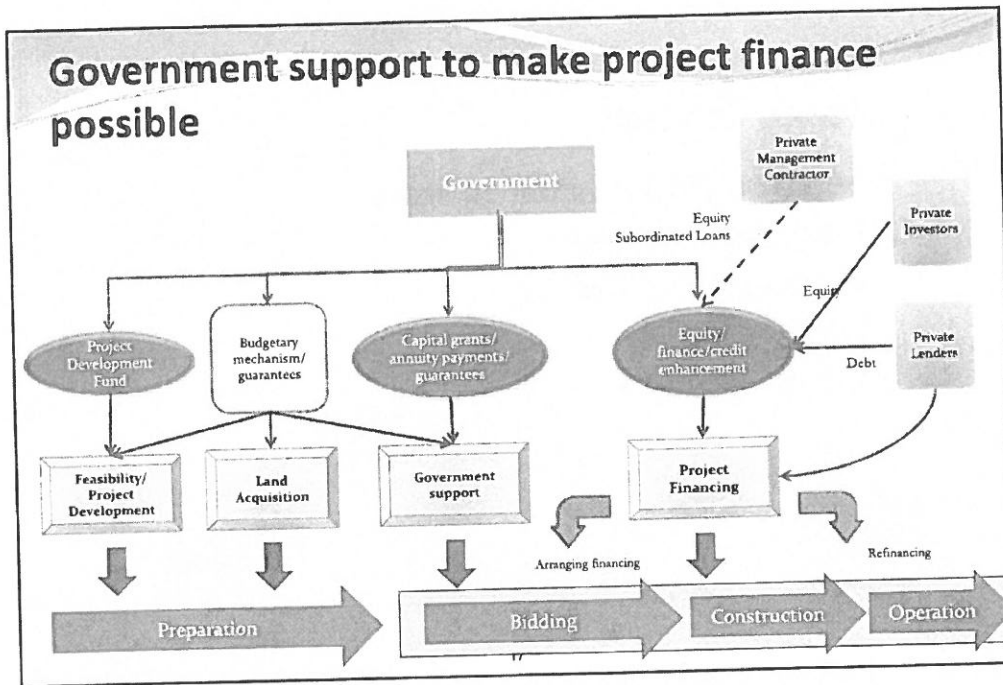 Government support to make project finance
possible
Government
Private
Management
Contractor
Private
Investors
Equity
Subordinated Loans
Equity
Project
Development
Fund
Budgetary
mechanism/
guarantees
Capital grants/
annuity payments/
guarantees
Equity/
finance/credit
enhancement
Debt
Private
Lenders
Feasibility/
Project
Development
Land
Acquisition
Government
support
Project
Financing
Arranging financing
Refinancing
Preparation
Bidding
Construction
Operation